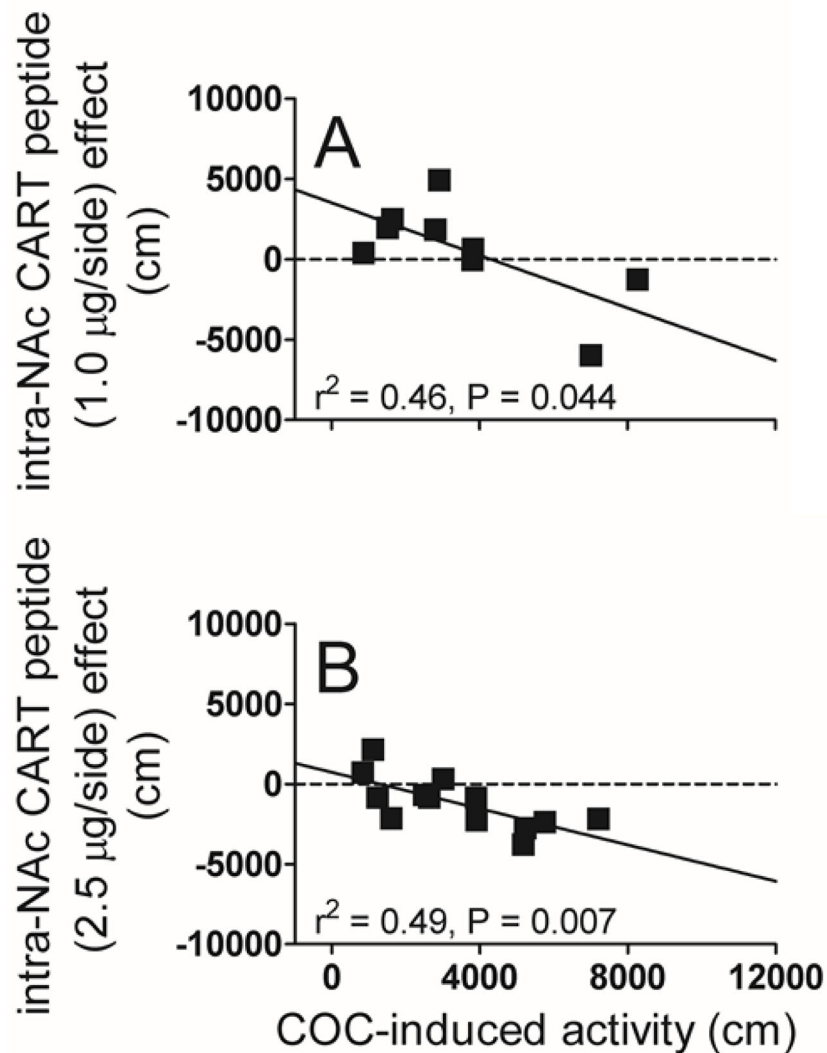 intra-NAc CART peptide
(1.0 µg/side) effect
(cm)
10000
5000
0
-5000
-10000
A
r² = 0.46, P = 0.044
intra-NAc CART peptide
(2.5 µg/side) effect
(cm)
10000
5000
0
-5000
-10000
B
r² = 0.49, P = 0.007
0 4000 8000 12000
COC-induced activity (cm)